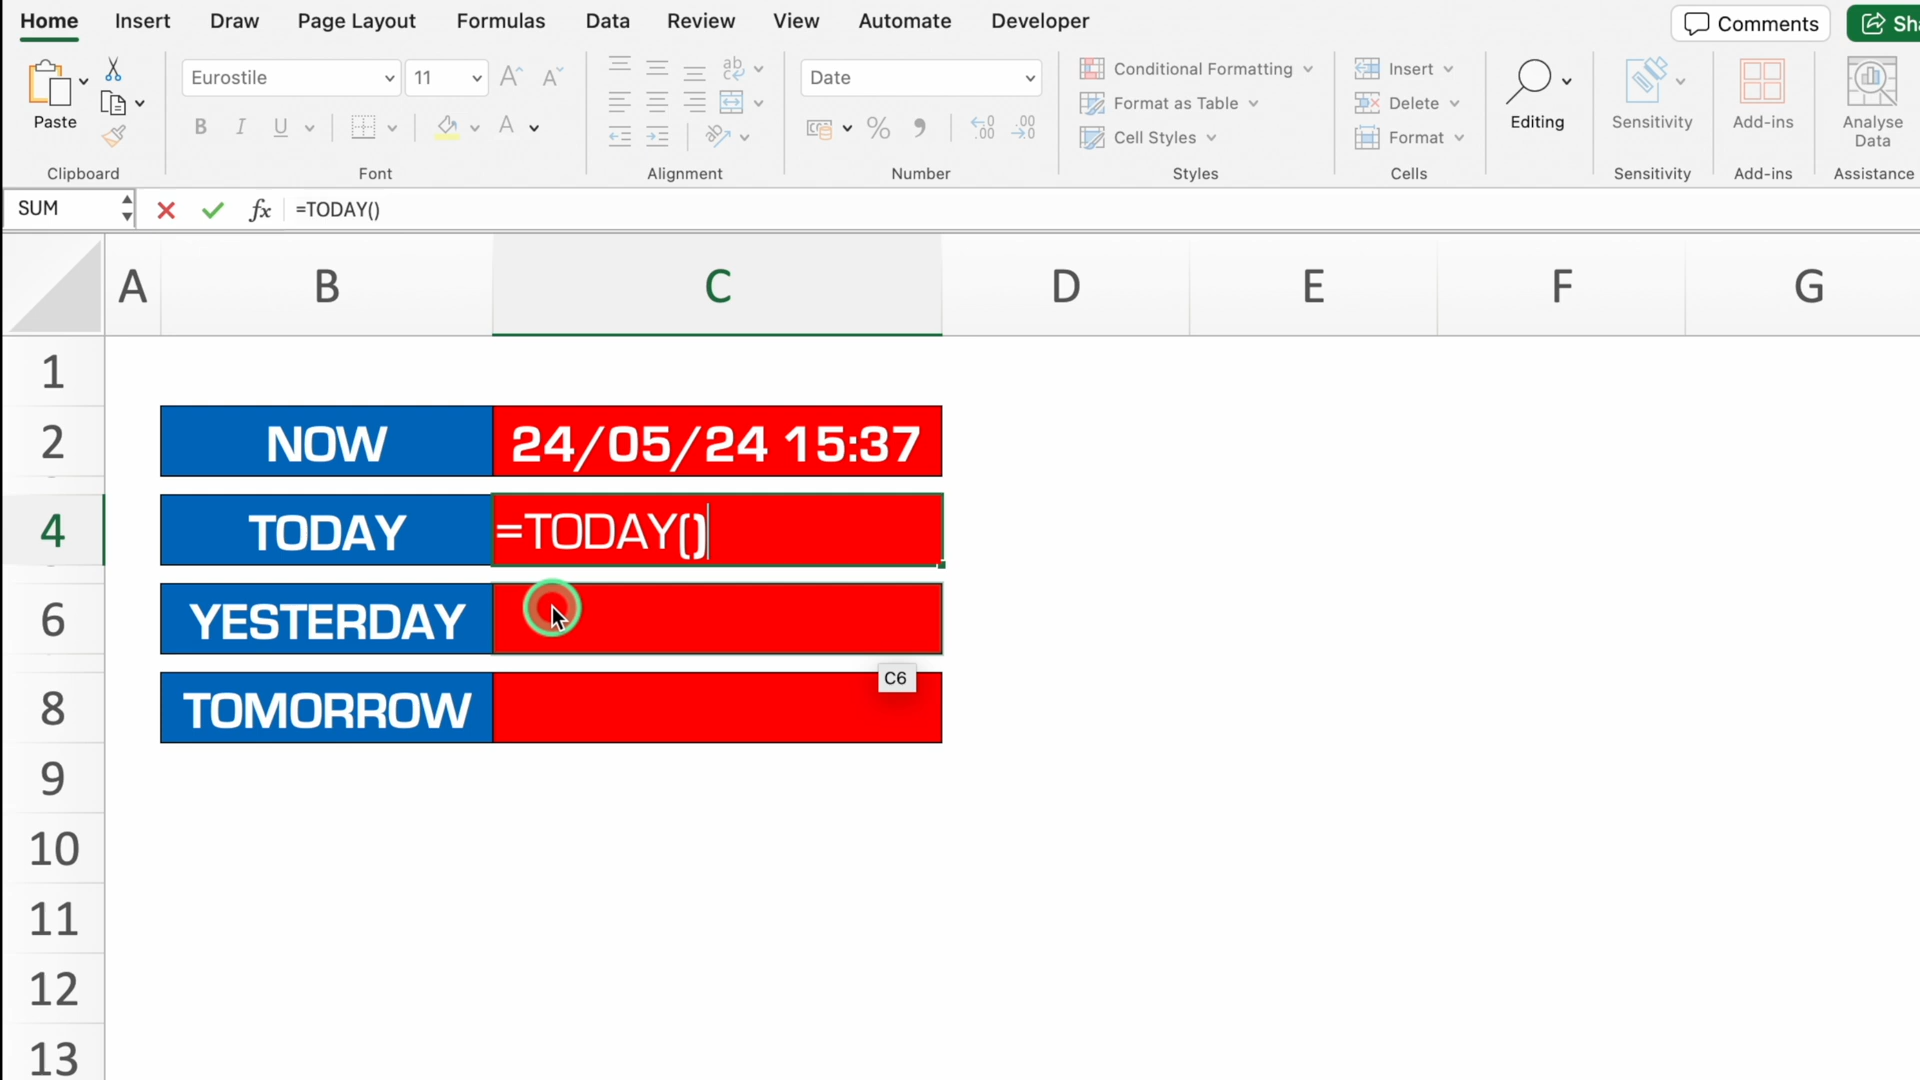 Home Insert Draw Page Layout Formulas Data Review View Automate Developer Comments
Eurostile 11 A A ab Date Conditional Formatting Insert
Format as Table Delete
Paste B I U A % .00 .00 Cell Styles Format Editing Sensitivity Add-ins Analyse Data
Clipboard Font Alignment Number Styles Cells Sensitivity Add-ins Assistance
SUM fx =TODAY()
A B C D E F G
1
2 NOW 24/05/24 15:37
4 TODAY =TODAY()
6 YESTERDAY
C6
8 TOMORROW
9
10
11
12
13